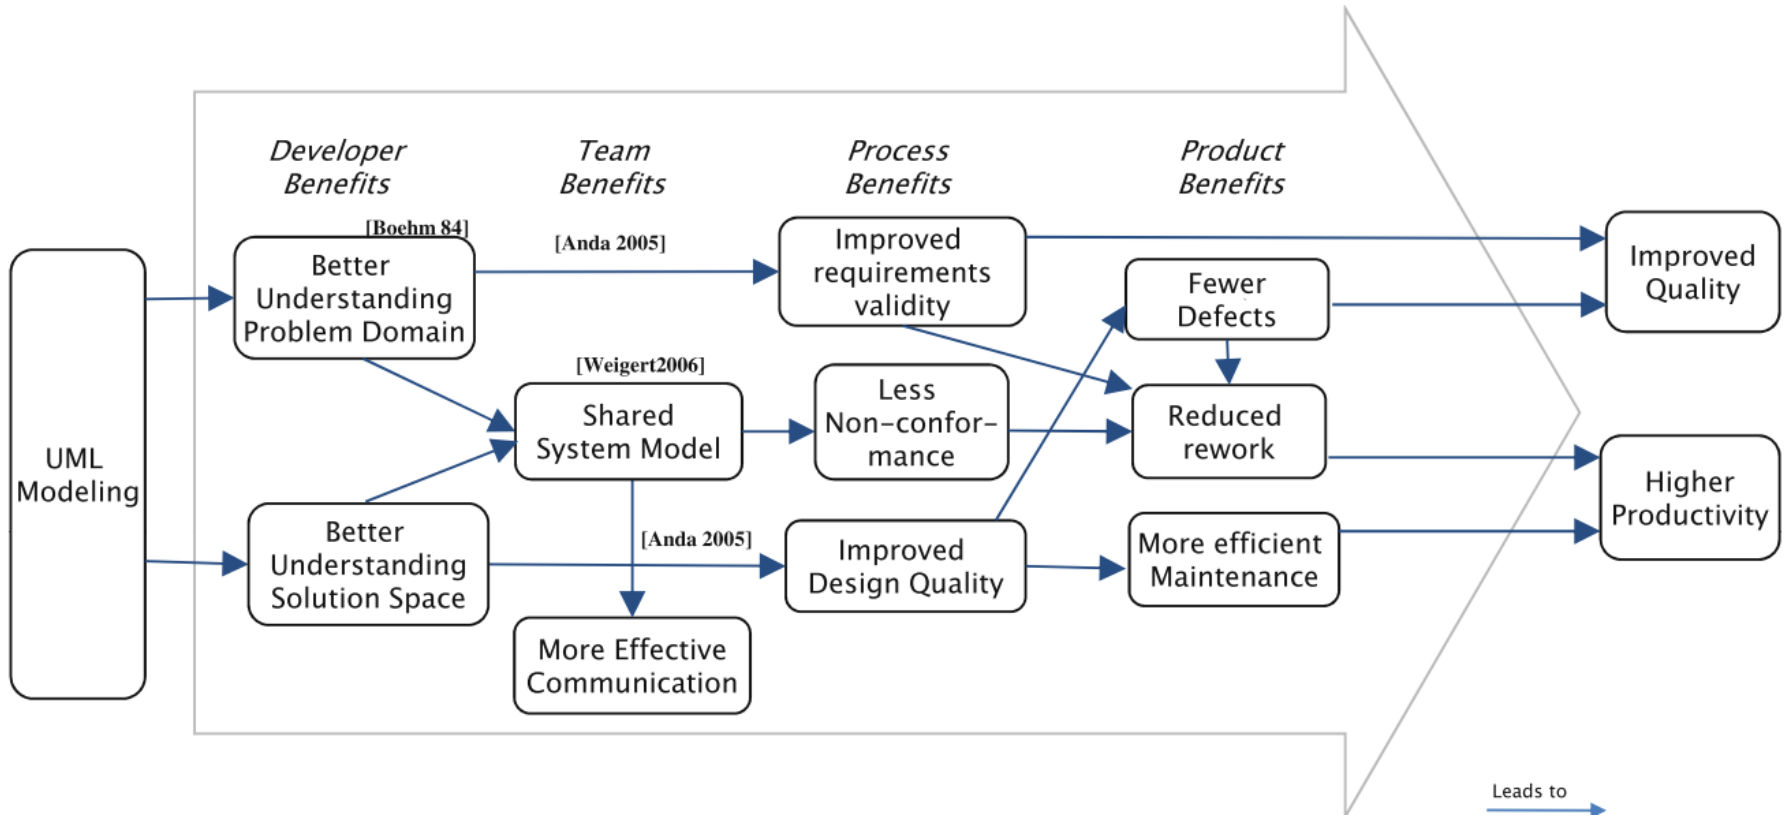 Developer
Benefits
Team
Benefits
Process
Benefits
Product
Benefits
UML
Modeling
[Boehm 84]
Better
Understanding
Problem Domain
[Anda 2005]
Improved
requirements
validity
Fewer
Defects
Improved
Quality
[Weigert2006]
Shared
System Model
Less
Non-confor-
mance
Reduced
rework
Higher
Productivity
Better
Understanding
Solution Space
[Anda 2005]
Improved
Design Quality
More efficient
Maintenance
More Effective
Communication
Leads to